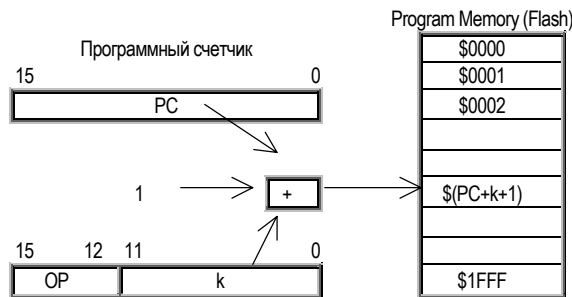 Program Memory (Flash)
Программный счетчик
15 0
PC
1
+
15 12 11 0
OP k
$0000
$0001
$0002
$(PC+k+1)
$1FFF